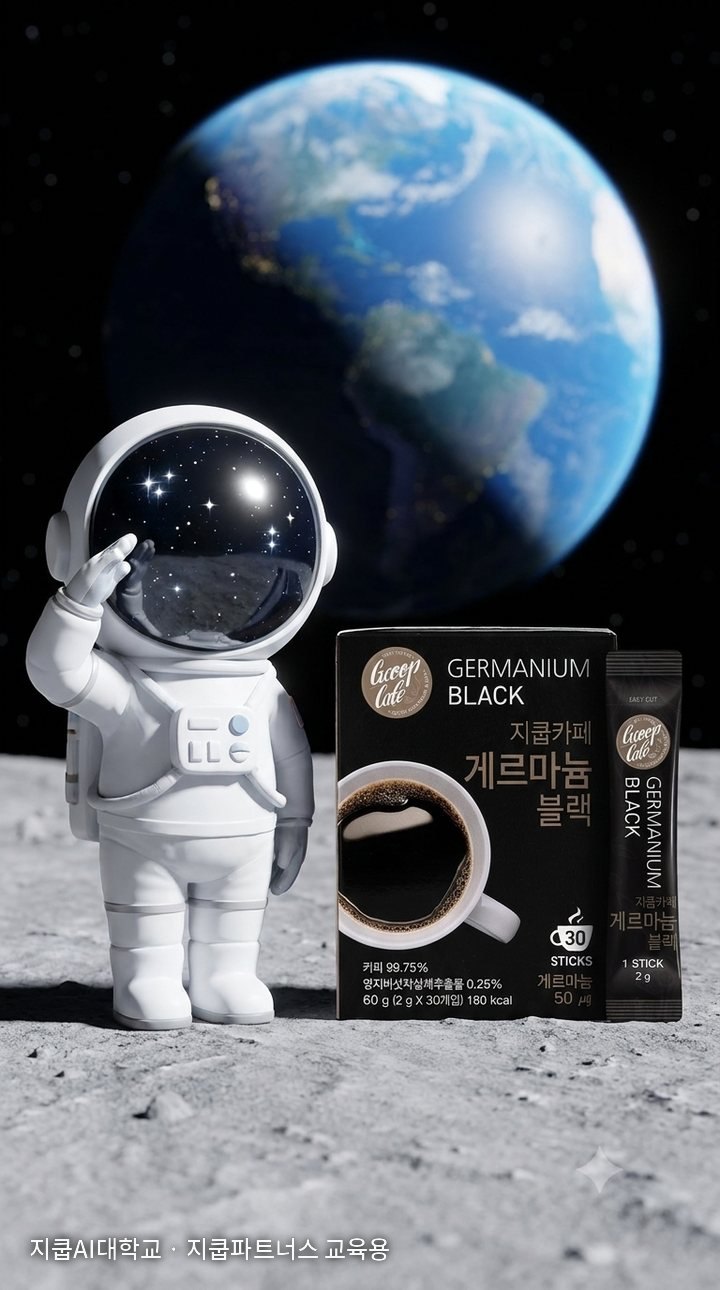 Gcoop
Café
GERMANIUM
BLACK
지쿱카페
게르마늄
블랙
30
STICKS
커피 99.75%
영지버섯자실체추출물 0.25%
60 g (2 g X 30개입) 180 kcal
게르마늄
50 ㎍
EASY CUT
Gcoop
Café
GERMANIUM
BLACK
지쿱카페
게르마늄
블랙
1 STICK
2 g
지쿱AI대학교 · 지쿱파트너스 교육용